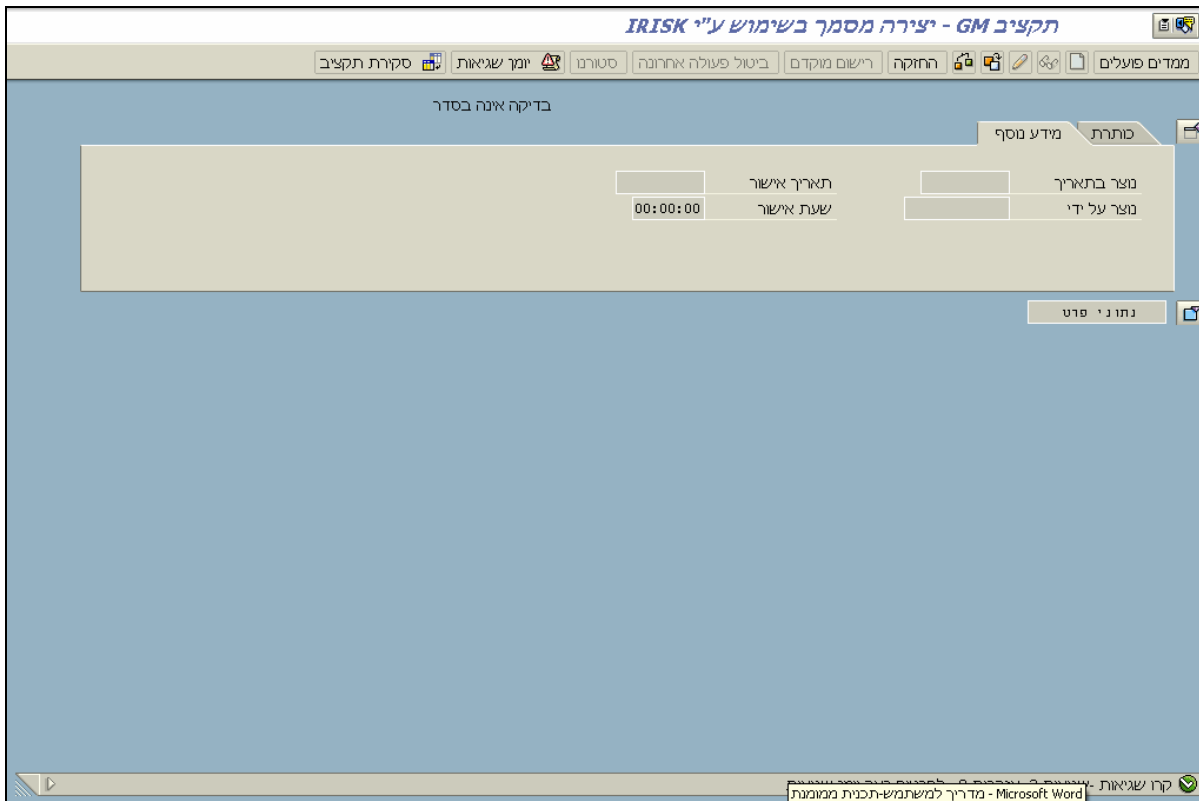 תקציב GM - יצירה מסמך בשימוש ע"י IRISK
ממדים פועלים החזקה רישום מוקדם ביטול פעולה אחרונה סטורנו יומן שגיאות סקירת תקציב
בדיקה אינה בסדר
כותרת מידע נוסף
נוצר בתאריך תאריך אישור
נוצר על ידי שעת אישור 00:00:00
נתוני פרט
קרו שגיאות -
Microsoft Word - מדריך למשתמש-תכנית ממומנת